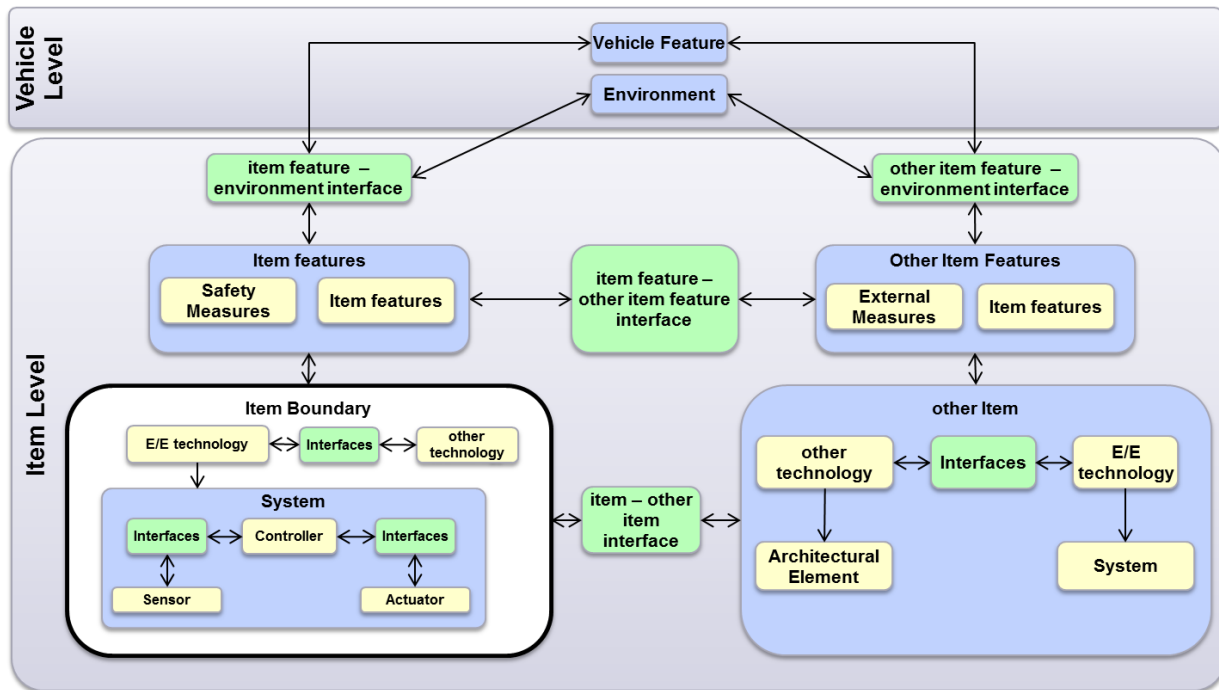 Vehicle
Level
Vehicle Feature
Environment
Item Level
item feature –
environment interface
other item feature –
environment interface
Item features
Safety
Measures
Item features
item feature –
other item feature
interface
Other Item Features
External
Measures
Item features
Item Boundary
E/E technology
Interfaces
other
technology
System
Interfaces
Controller
Interfaces
Sensor
Actuator
item – other
item
interface
other Item
other
technology
Interfaces
E/E
technology
Architectural
Element
System